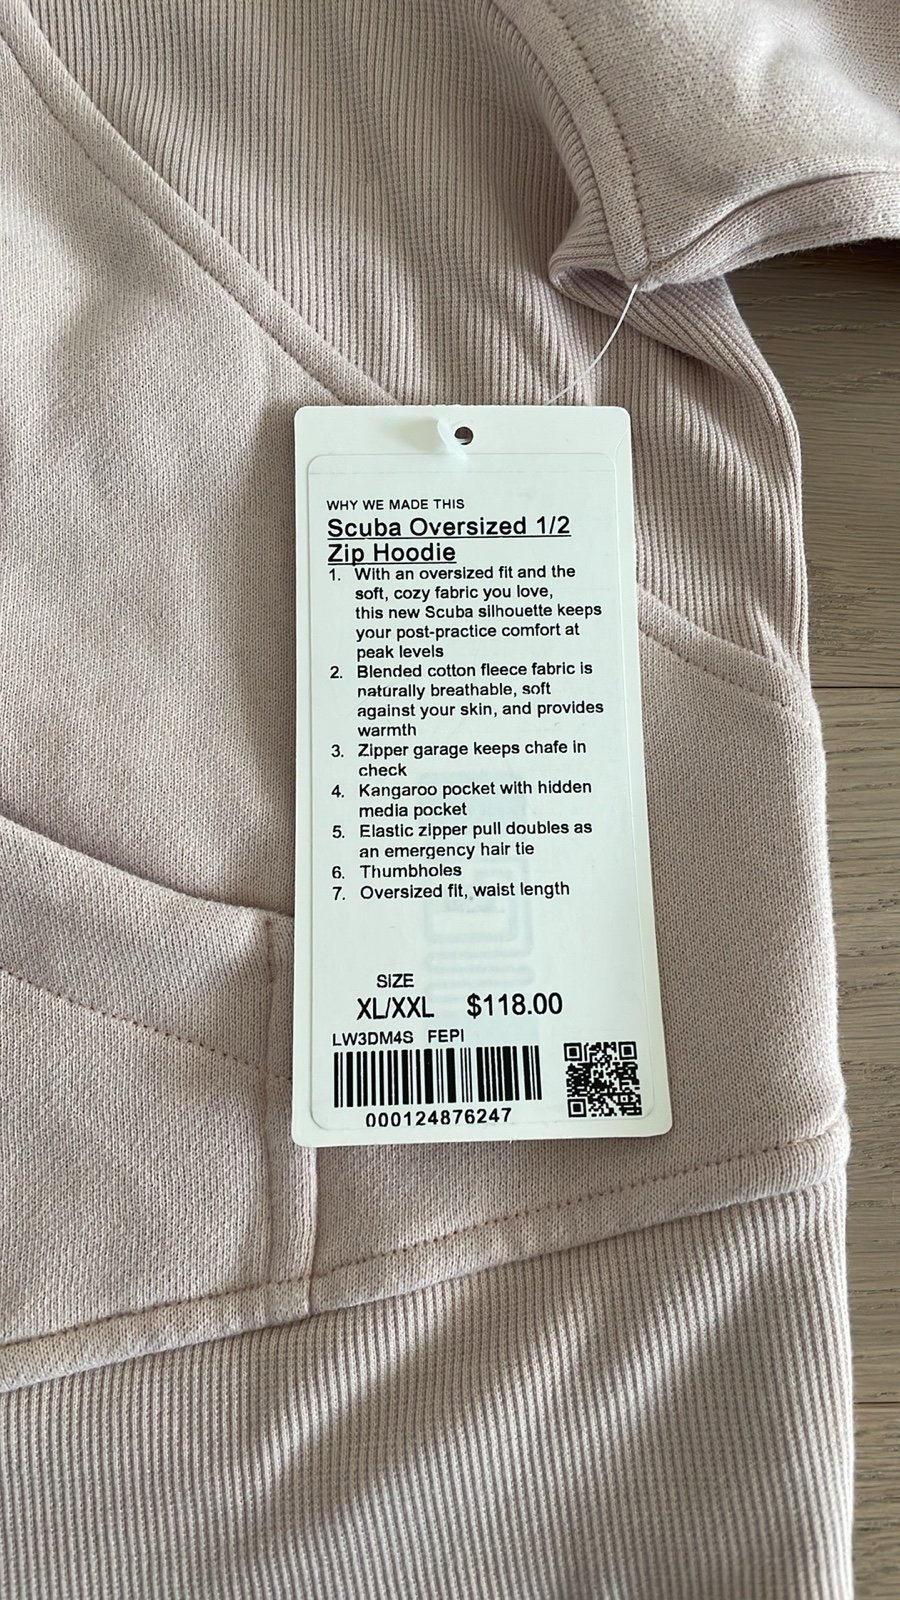 WHY WE MADE THIS
Scuba Oversized 1/2
Zip Hoodie
1. With an oversized fit and the
soft, cozy fabric you love,
this new Scuba silhouette keeps
your post-practice comfort at
peak levels
2. Blended cotton fleece fabric is
naturally breathable, soft
against your skin, and provides
warmth
3. Zipper garage keeps chafe in
check
4. Kangaroo pocket with hidden
media pocket
5. Elastic zipper pull doubles as
an emergency hair tie
6. Thumbholes
7. Oversized fit, waist length
SIZE
XL/XXL $118.00
LW3DM4S FEPI
000124876247